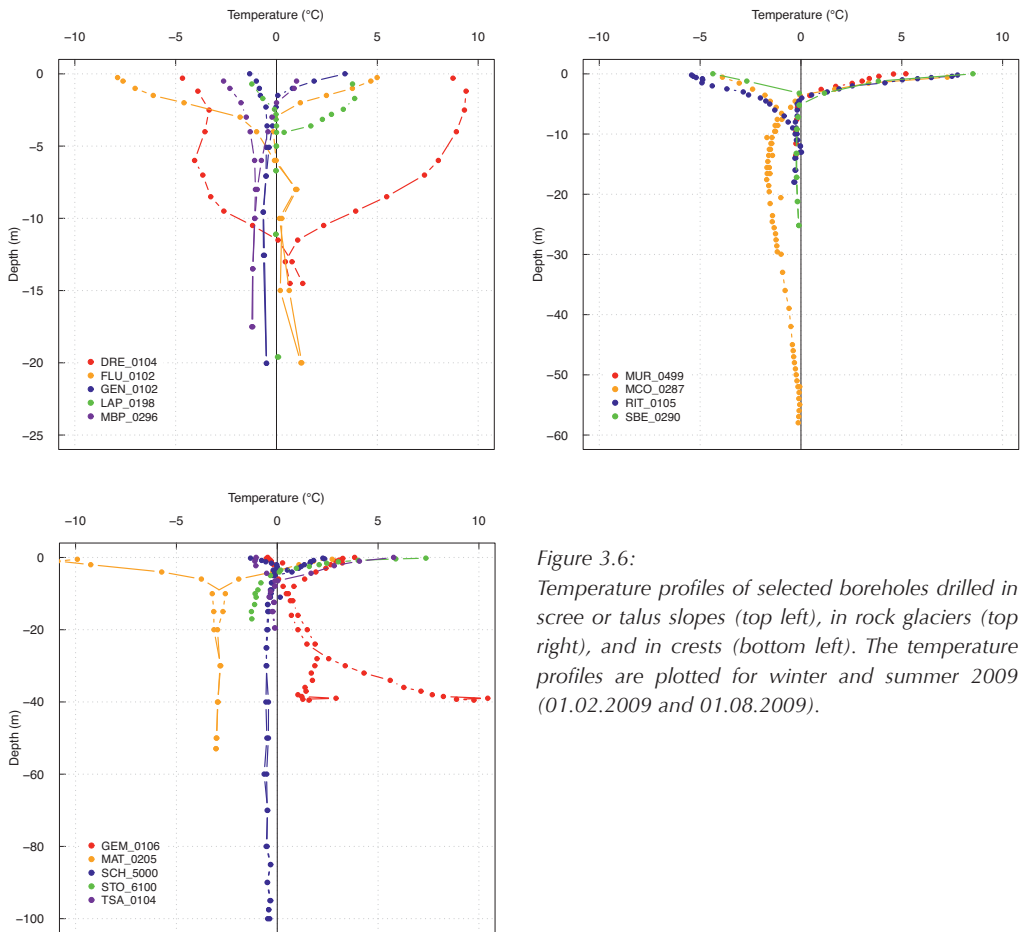 Temperature (°C)
−10 −5 0 5 10
0
−5
−10
−15
−20
−25
Depth (m)
DRE_0104
FLU_0102
GEN_0102
LAP_0198
MBP_0296
Temperature (°C)
−10 −5 0 5 10
0
−10
−20
−30
−40
−50
−60
Depth (m)
MUR_0499
MCO_0287
RIT_0105
SBE_0290
Temperature (°C)
−10 −5 0 5 10
0
−20
−40
−60
−80
−100
Depth (m)
GEM_0106
MAT_0205
SCH_5000
STO_6100
TSA_0104
Figure 3.6:
Temperature profiles of selected boreholes drilled in
scree or talus slopes (top left), in rock glaciers (top
right), and in crests (bottom left). The temperature
profiles are plotted for winter and summer 2009
(01.02.2009 and 01.08.2009).